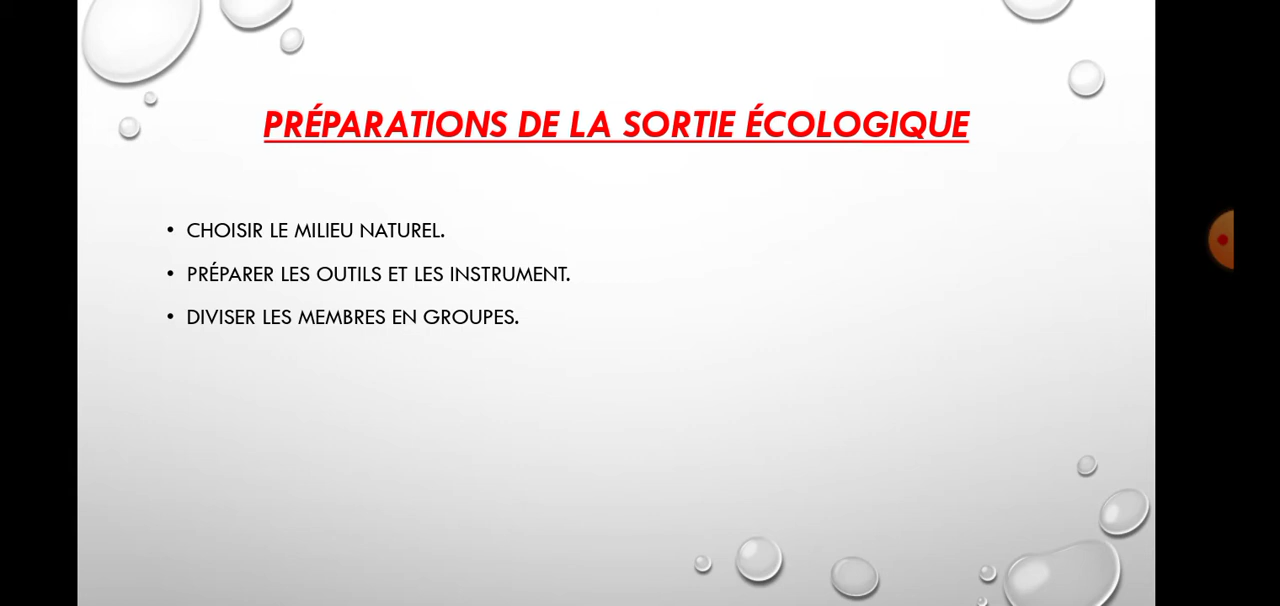 PRÉPARATIONS DE LA SORTIE ÉCOLOGIQUE
• CHOISIR LE MILIEU NATUREL.
• PRÉPARER LES OUTILS ET LES INSTRUMENT.
• DIVISER LES MEMBRES EN GROUPES.